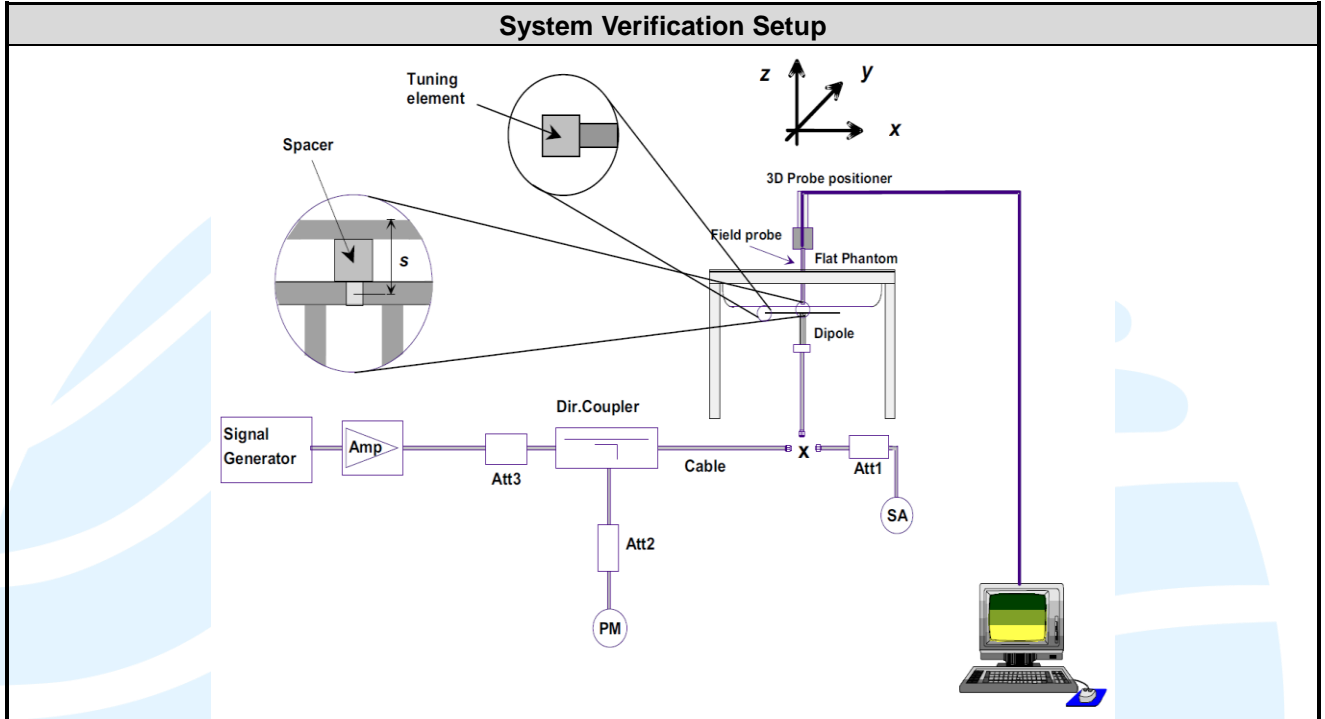 System Verification Setup
Tuning
element
z
y
x
Spacer
s
3D Probe positioner
Field probe
Flat Phantom
Dipole
Dir.Coupler
Signal
Generator
Amp
Att3
Cable
x
Att1
SA
Att2
PM